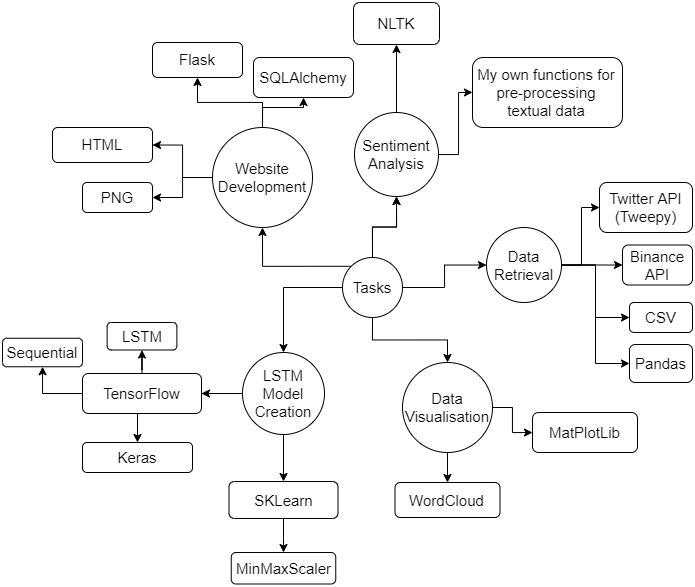 NLTK
Flask
SQLAlchemy
My own functions for
pre-processing
textual data
HTML
PNG
Website
Development
Sentiment
Analysis
Twitter API
(Tweepy)
Data
Retrieval
Binance
API
CSV
Pandas
Tasks
LSTM
Sequential
TensorFlow
Keras
LSTM
Model
Creation
Data
Visualisation
MatPlotLib
SKLearn
WordCloud
MinMaxScaler